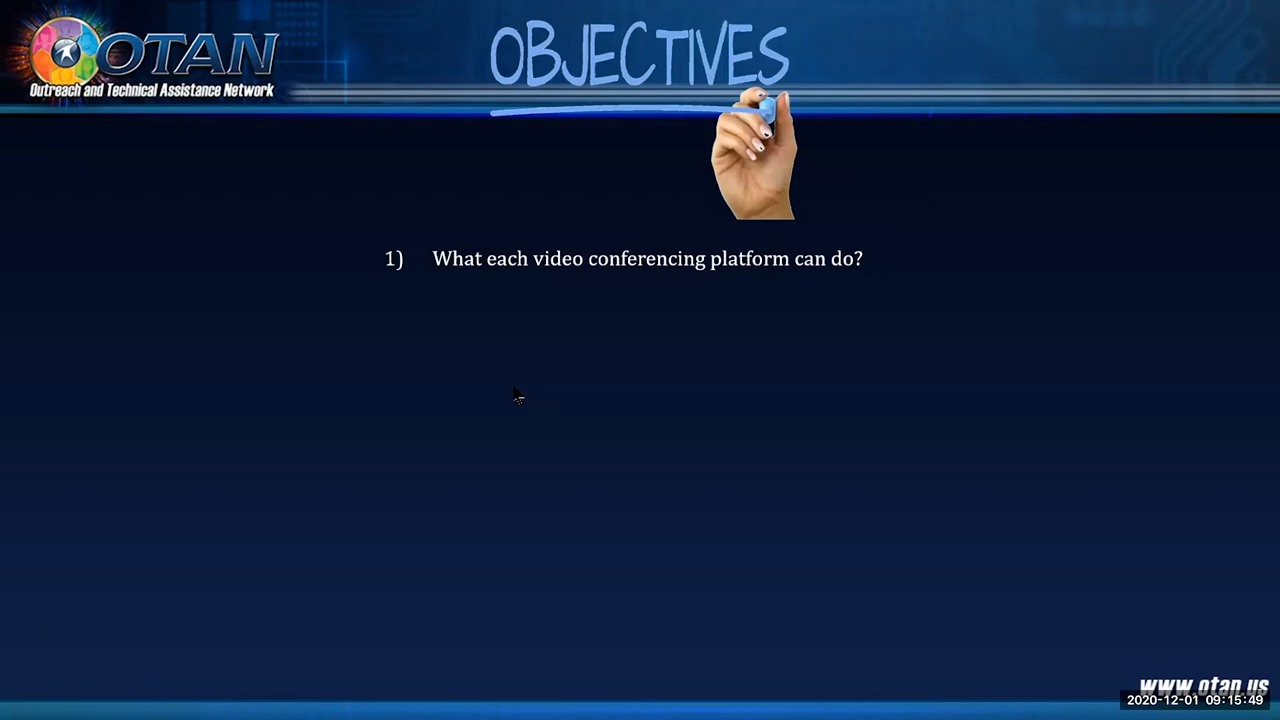 OTAN
Outreach and Technical Assistance Network
OBJECTIVES
1) What each video conferencing platform can do?
www.otan.us
2020-12-01 09:15:49